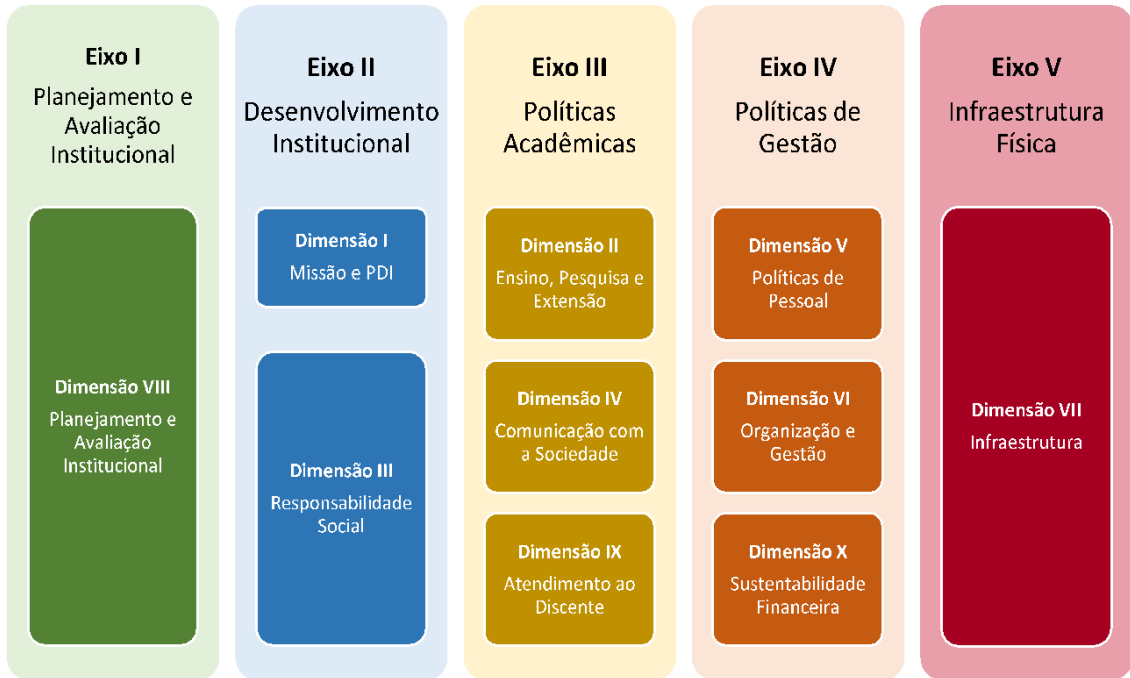 Eixo I
Planejamento e
Avaliação
Institucional
Dimensão VIII
Planejamento e
Avaliação
Institucional
Eixo II
Desenvolvimento
Institucional
Dimensão I
Missão e PDI
Dimensão III
Responsabilidade
Social
Eixo III
Políticas
Acadêmicas
Dimensão II
Ensino, Pesquisa e
Extensão
Dimensão IV
Comunicação com
a Sociedade
Dimensão IX
Atendimento ao
Discente
Eixo IV
Políticas de
Gestão
Dimensão V
Políticas de
Pessoal
Dimensão VI
Organização e
Gestão
Dimensão X
Sustentabilidade
Financeira
Eixo V
Infraestrutura
Física
Dimensão VII
Infraestrutura